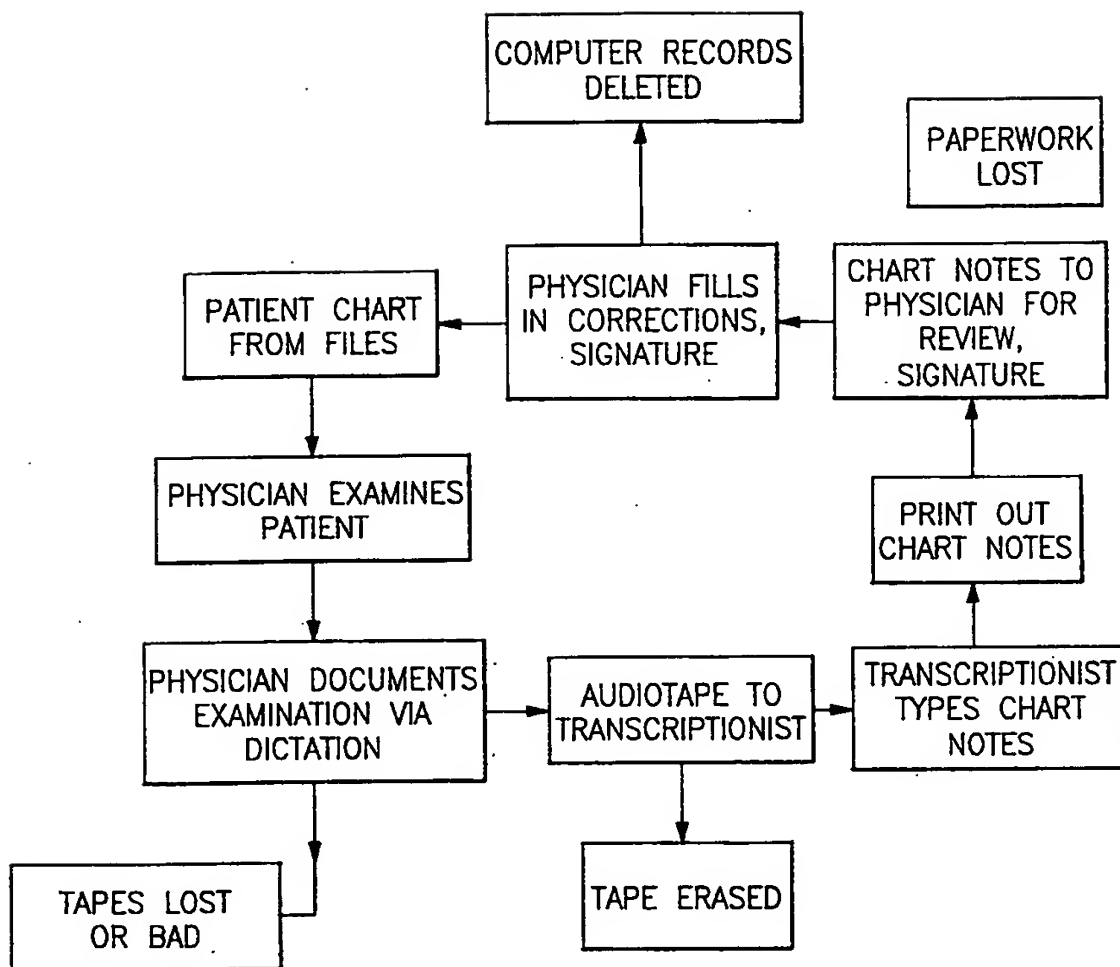 COMPUTER RECORDS
DELETED
PAPERWORK
LOST
PATIENT CHART
FROM FILES
PHYSICIAN FILLS
IN CORRECTIONS,
SIGNATURE
CHART NOTES TO
PHYSICIAN FOR
REVIEW,
SIGNATURE
PHYSICIAN EXAMINES
PATIENT
PRINT OUT
CHART NOTES
PHYSICIAN DOCUMENTS
EXAMINATION VIA
DICTATION
AUDIOTAPE TO
TRANSCRIPTIONIST
TRANSCRIPTIONIST
TYPES CHART
NOTES
TAPES LOST
OR BAD
TAPE ERASED